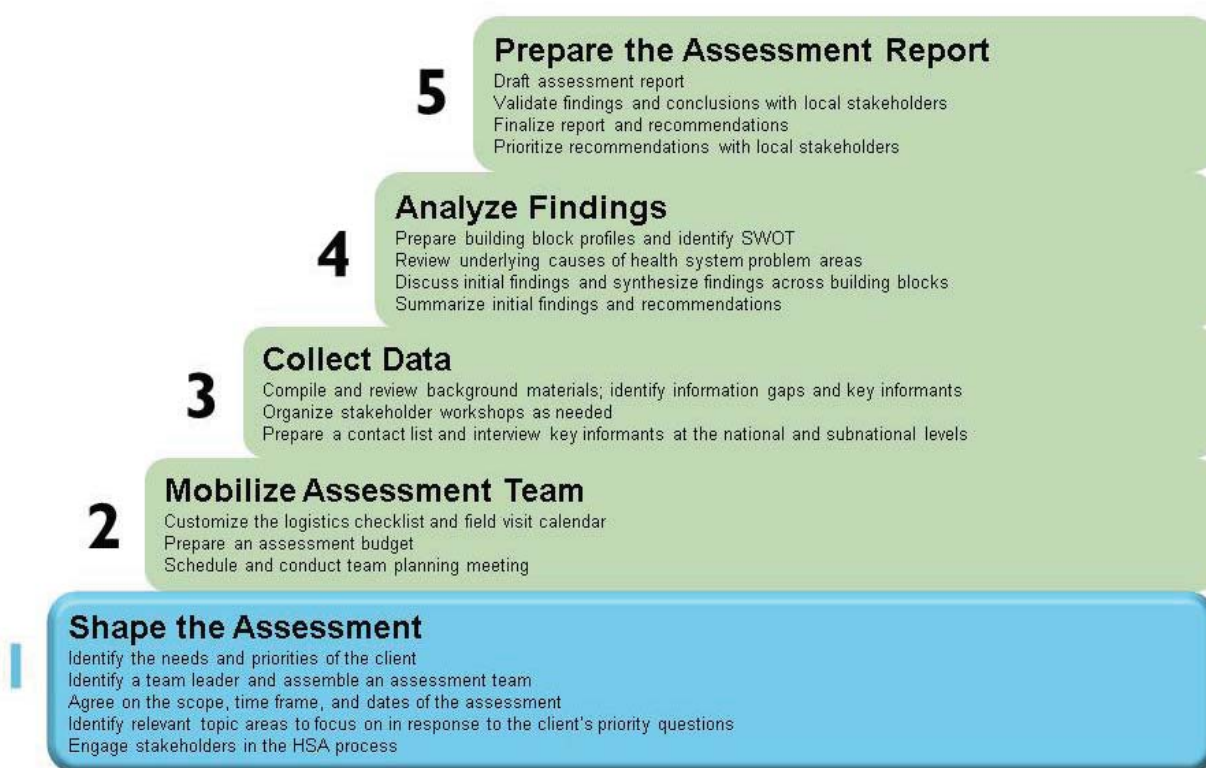 5
Prepare the Assessment Report
Draft assessment report
Validate findings and conclusions with local stakeholders
Finalize report and recommendations
Prioritize recommendations with local stakeholders
4
Analyze Findings
Prepare building block profiles and identify SWOT
Review underlying causes of health system problem areas
Discuss initial findings and synthesize findings across building blocks
Summarize initial findings and recommendations
3
Collect Data
Compile and review background materials; identify information gaps and key informants
Organize stakeholder workshops as needed
Prepare a contact list and interview key informants at the national and subnational levels
2
Mobilize Assessment Team
Customize the logistics checklist and field visit calendar
Prepare an assessment budget
Schedule and conduct team planning meeting
1
Shape the Assessment
Identify the needs and priorities of the client
Identify a team leader and assemble an assessment team
Agree on the scope, time frame, and dates of the assessment
Identify relevant topic areas to focus on in response to the client's priority questions
Engage stakeholders in the HSA process